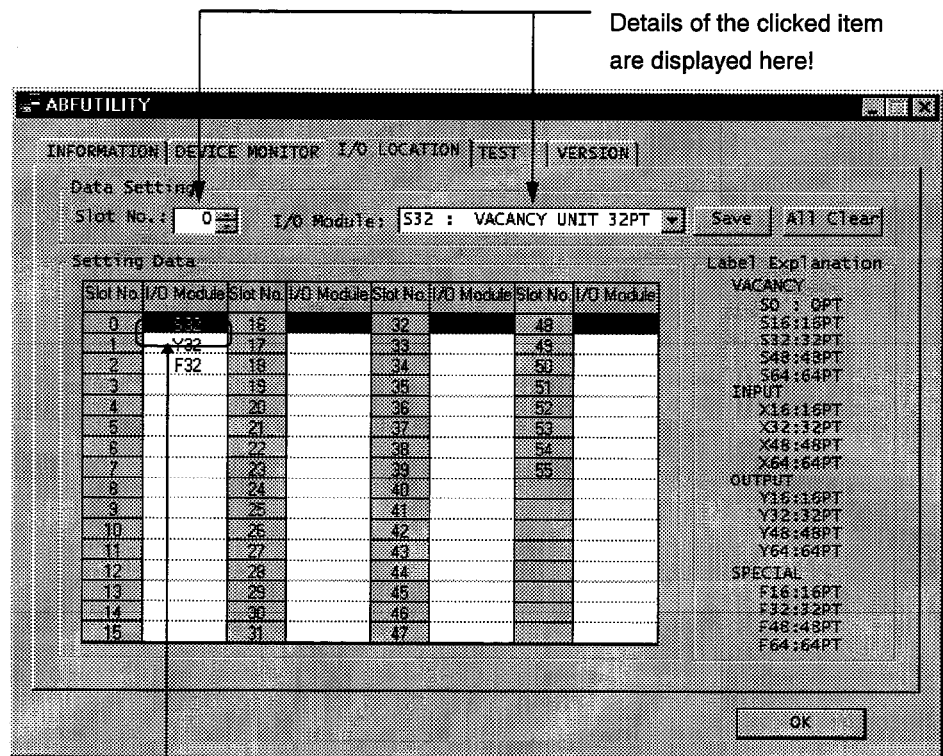 Details of the clicked item
are displayed here!
ABFUTILITY
INFORMATION DEVICE MONITOR I/O LOCATION TEST VERSION
Data Setting
Slot No.: 0 I/O Module: S32 : VACANCY UNIT 32PT Save All Clear
Setting Data
Label Explanation
Slot No. I/O Module Slot No. I/O Module Slot No. I/O Module Slot No. I/O Module
0 S32 16 32 48
1 Y32 17 33 49
2 F32 18 34 50
3 19 35 51
4 20 36 52
5 21 37 53
6 22 38 54
7 23 39 55
8 24 40
9 25 41
10 26 42
11 27 43
12 28 44
13 29 45
14 30 46
15 31 47
VACANCY
S0 : 0PT
S16:16PT
S32:32PT
S48:48PT
S64:64PT
INPUT
X16:16PT
X32:32PT
X48:48PT
X64:64PT
OUTPUT
Y16:16PT
Y32:32PT
Y48:48PT
Y64:64PT
SPECIAL
F16:16PT
F32:32PT
F48:48PT
F64:64PT
OK